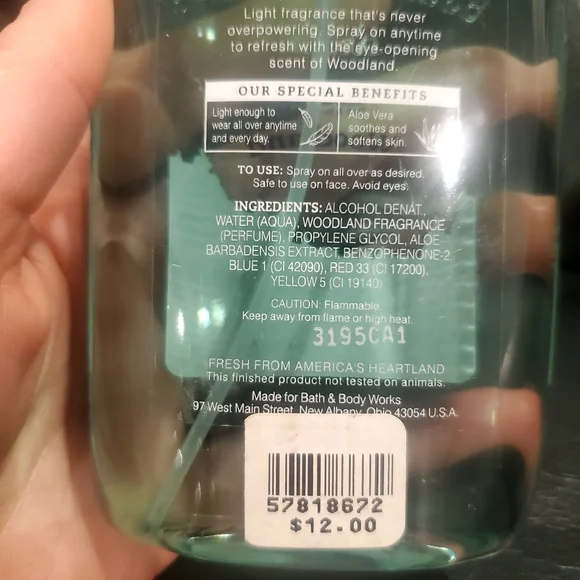 Light fragrance that's never
overpowering. Spray on anytime
to refresh with the eye-opening
scent of Woodland.
OUR SPECIAL BENEFITS
Light enough to
wear all over anytime
and every day.
Aloe Vera
soothes and
softens skin.
TO USE: Spray on all over as desired.
Safe to use on face. Avoid eyes.
INGREDIENTS: ALCOHOL DENAT.,
WATER (AQUA), WOODLAND FRAGRANCE
(PERFUME), PROPYLENE GLYCOL, ALOE
BARBADENSIS EXTRACT, BENZOPHENONE-2,
BLUE 1 (CI 42090), RED 33 (CI 17200),
YELLOW 5 (CI 19140)
CAUTION: Flammable.
Keep away from flame or high heat.
3195CA1
FRESH FROM AMERICA'S HEARTLAND
This finished product not tested on animals.
Made for Bath & Body Works
97 West Main Street, New Albany, Ohio 43054 U.S.A.
57818672
$12.00